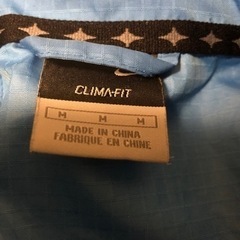 CLIMA-FIT
M M M
MADE IN CHINA
FABRIQUE EN CHINE